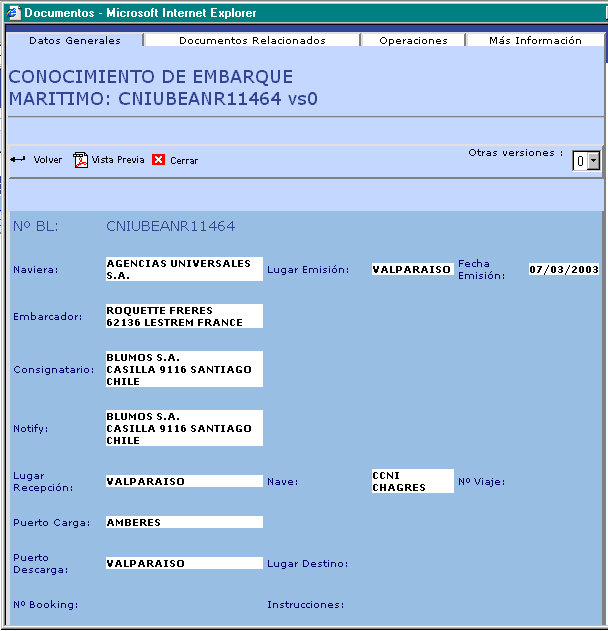 Documentos - Microsoft Internet Explorer
Datos Generales Documentos Relacionados Operaciones Más Información
CONOCIMIENTO DE EMBARQUE
MARITIMO: CNIUBEANR11464 vs0
Volver Vista Previa Cerrar Otras versiones : 0
Nº BL: CNIUBEANR11464
Naviera: AGENCIAS UNIVERSALES
S.A.
Lugar Emisión: VALPARAISO
Fecha
Emisión: 07/03/2003
Embarcador: ROQUETTE FRERES
62136 LESTREM FRANCE
Consignatario: BLUMOS S.A.
CASILLA 9116 SANTIAGO
CHILE
Notify: BLUMOS S.A.
CASILLA 9116 SANTIAGO
CHILE
Lugar
Recepción: VALPARAISO
Nave: CCNI
CHAGRES
Nº Viaje:
Puerto Carga: AMBERES
Puerto
Descarga: VALPARAISO
Lugar Destino:
Nº Booking: Instrucciones: